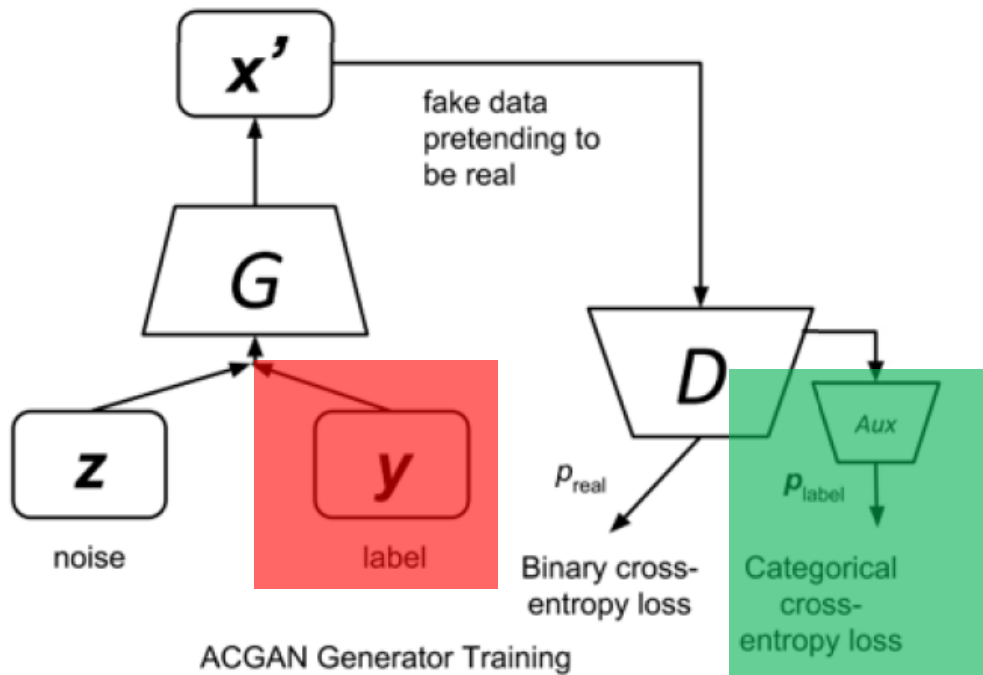 x’
fake data
pretending to
be real
G
D
Aux
z
y
p_real
p_label
noise
label
Binary cross-
entropy loss
Categorical
cross-
entropy loss
ACGAN Generator Training